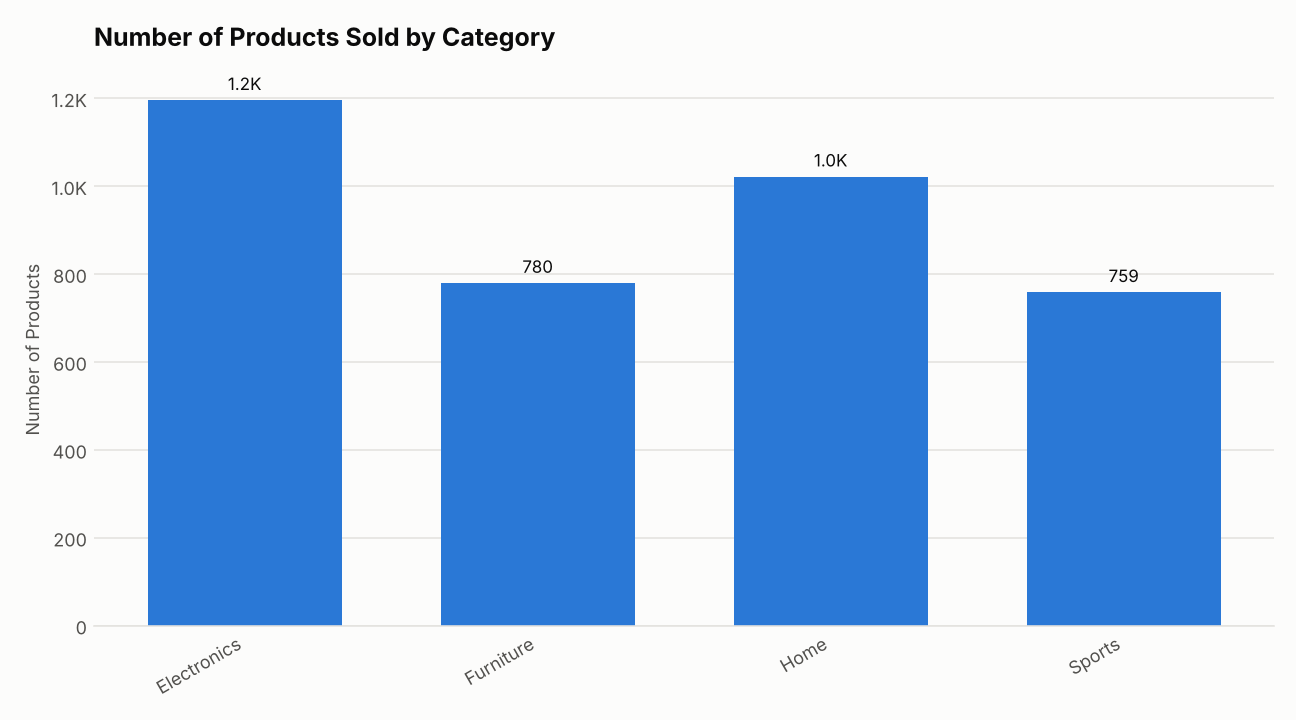 Number of Products Sold by Category
1.2K
1.2K
1.0K
1.0K
780
800
759
600
400
200
0
Number of Products
Electronics
Furniture
Home
Sports